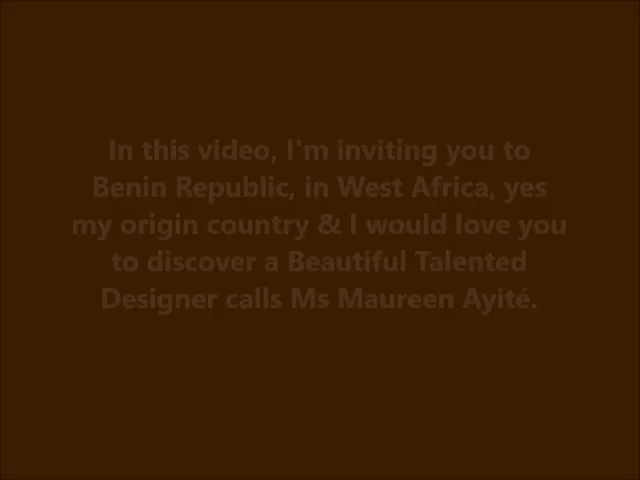 In this video, I'm inviting you to
Benin Republic, in West Africa, yes
my origin country & I would love you
to discover a Beautiful Talented
Designer calls Ms Maureen Ayité.